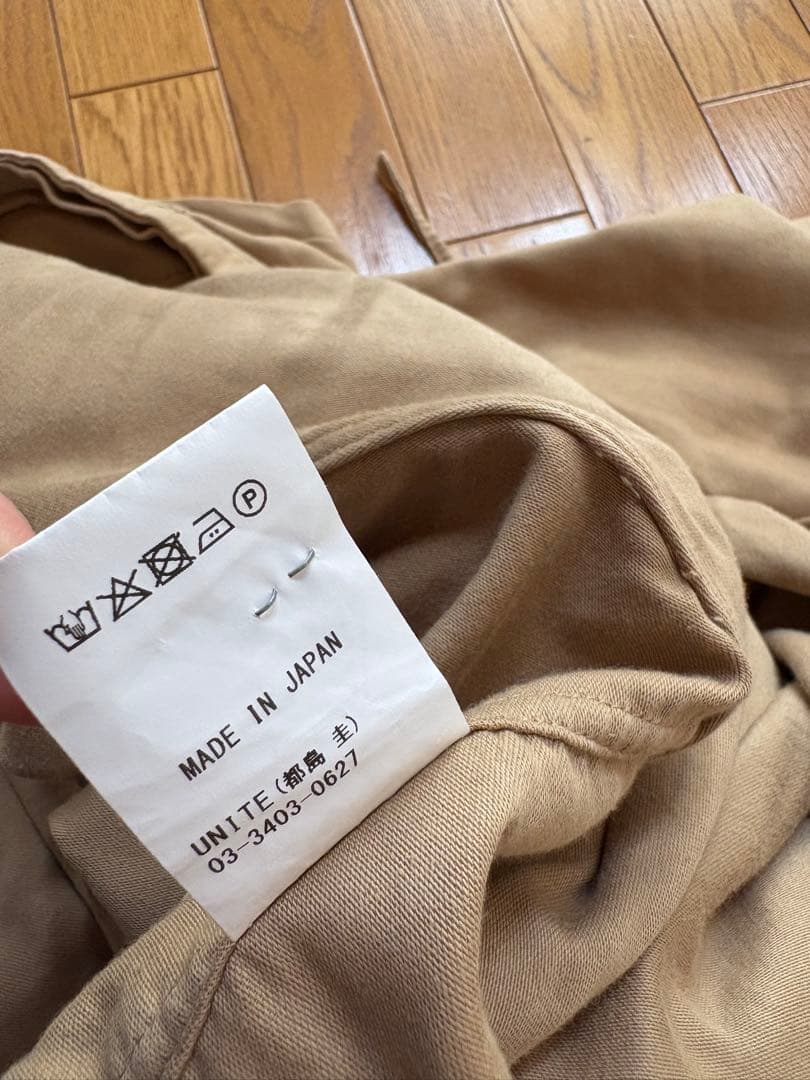 P
MADE IN JAPAN
UNITE(都島 圭)
03-3403-0627